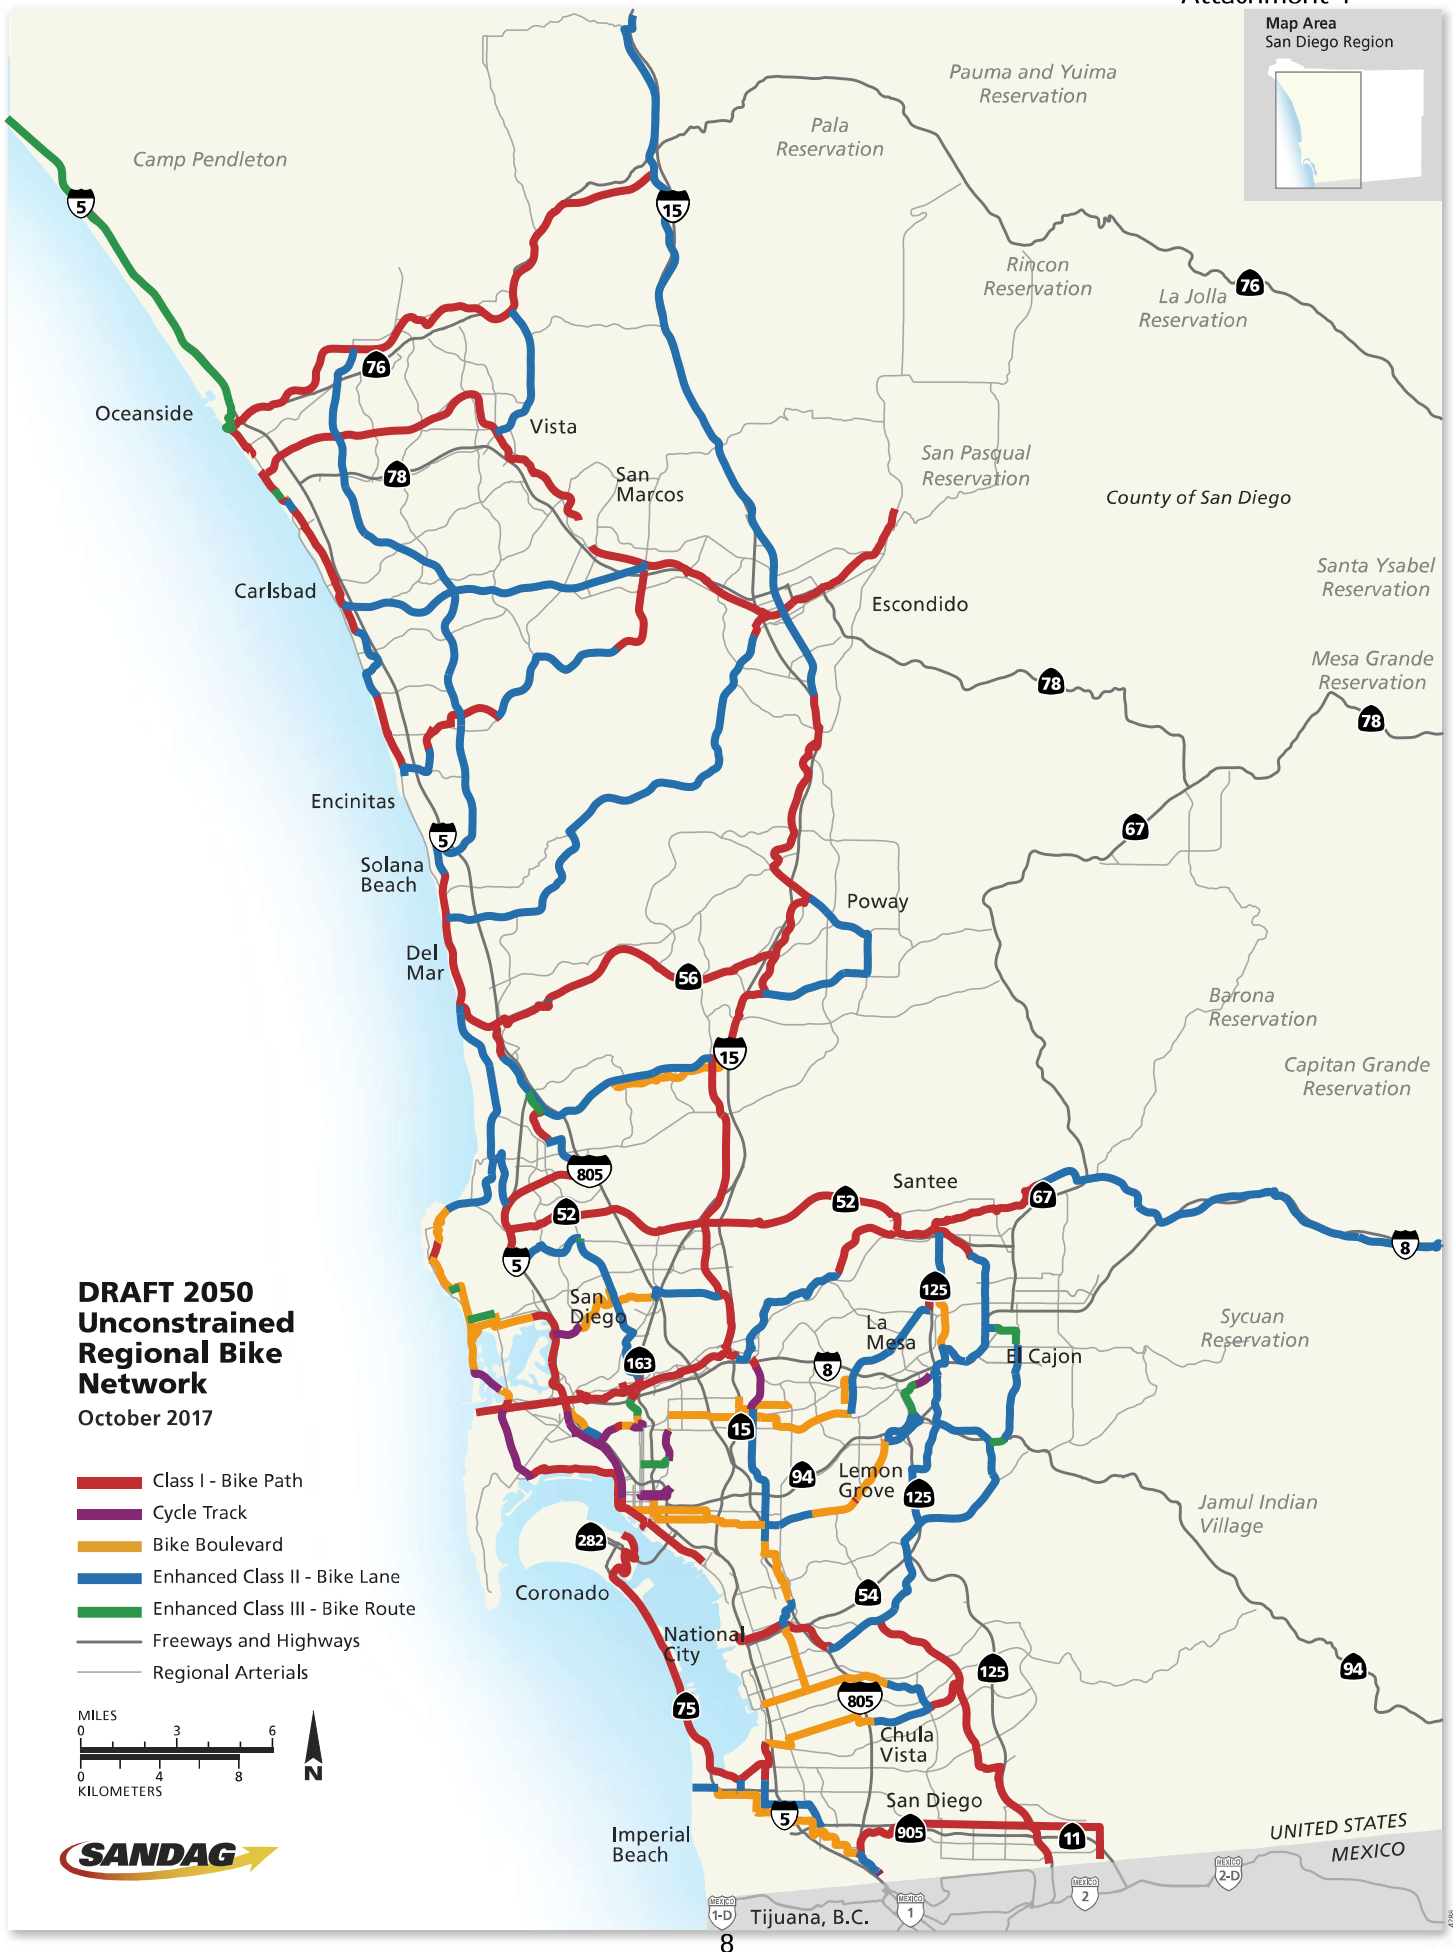 Attachment 1
Map Area
San Diego Region
Pauma and Yuima
Reservation
Pala
Reservation
Camp Pendleton
5
15
Rincon
Reservation
La Jolla
Reservation
76
76
Oceanside
Vista
78
San
Marcos
San Pasqual
Reservation
County of San Diego
Santa Ysabel
Reservation
Carlsbad
Escondido
Mesa Grande
Reservation
78
78
Encinitas
67
5
Solana
Beach
Poway
Del
Mar
56
Barona
Reservation
15
Capitan Grande
Reservation
805
Santee
52
67
52
5
8
125
San
Diego
La
Mesa
Sycuan
Reservation
El Cajon
163
8
15
94
Lemon
Grove
125
Jamul Indian
Village
282
Coronado
54
National
City
125
94
75
805
Chula
Vista
San Diego
5
905
11
Imperial
Beach
UNITED STATES
MEXICO
MEXICO
1-D
Tijuana, B.C.
MEXICO
1
MEXICO
2
MEXICO
2-D
DRAFT 2050
Unconstrained
Regional Bike
Network
October 2017
Class I - Bike Path
Cycle Track
Bike Boulevard
Enhanced Class II - Bike Lane
Enhanced Class III - Bike Route
Freeways and Highways
Regional Arterials
MILES
0 3 6
0 4 8
KILOMETERS
N
SANDAG
8